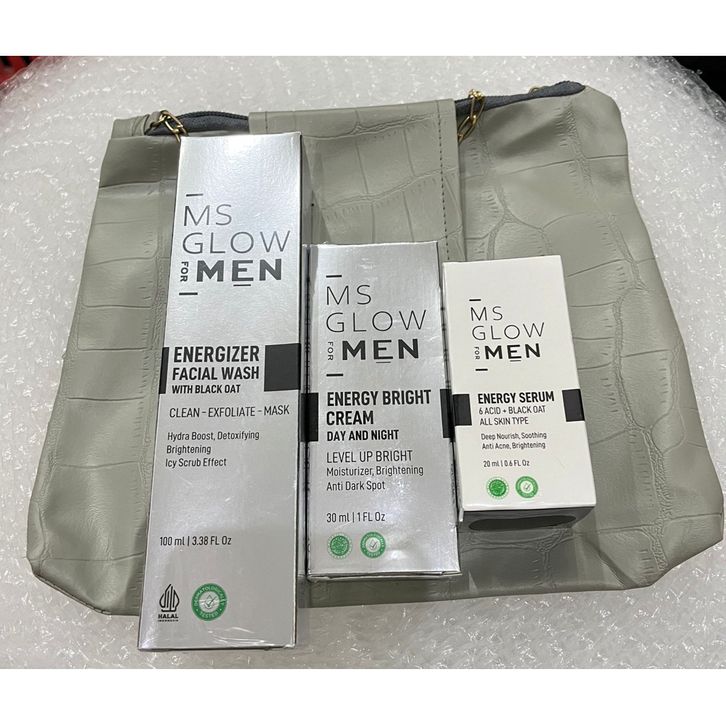 MS
GLOW
FOR MEN
ENERGIZER
FACIAL WASH
WITH BLACK OAT
CLEAN - EXFOLIATE - MASK
Hydra Boost, Detoxifying
Brightening
Icy Scrub Effect
100 ml | 3.38 FL Oz
HALAL
INDONESIA
DERMATOLOGICALLY
TESTED
MS
GLOW
FOR MEN
ENERGY BRIGHT
CREAM
DAY AND NIGHT
LEVEL UP BRIGHT
Moisturizer, Brightening
Anti Dark Spot
30 ml | 1 FL Oz
MS
GLOW
FOR MEN
ENERGY SERUM
6 ACID + BLACK OAT
ALL SKIN TYPE
Deep Nourish, Soothing
Anti Acne, Brightening
20 ml | 0.6 FL Oz